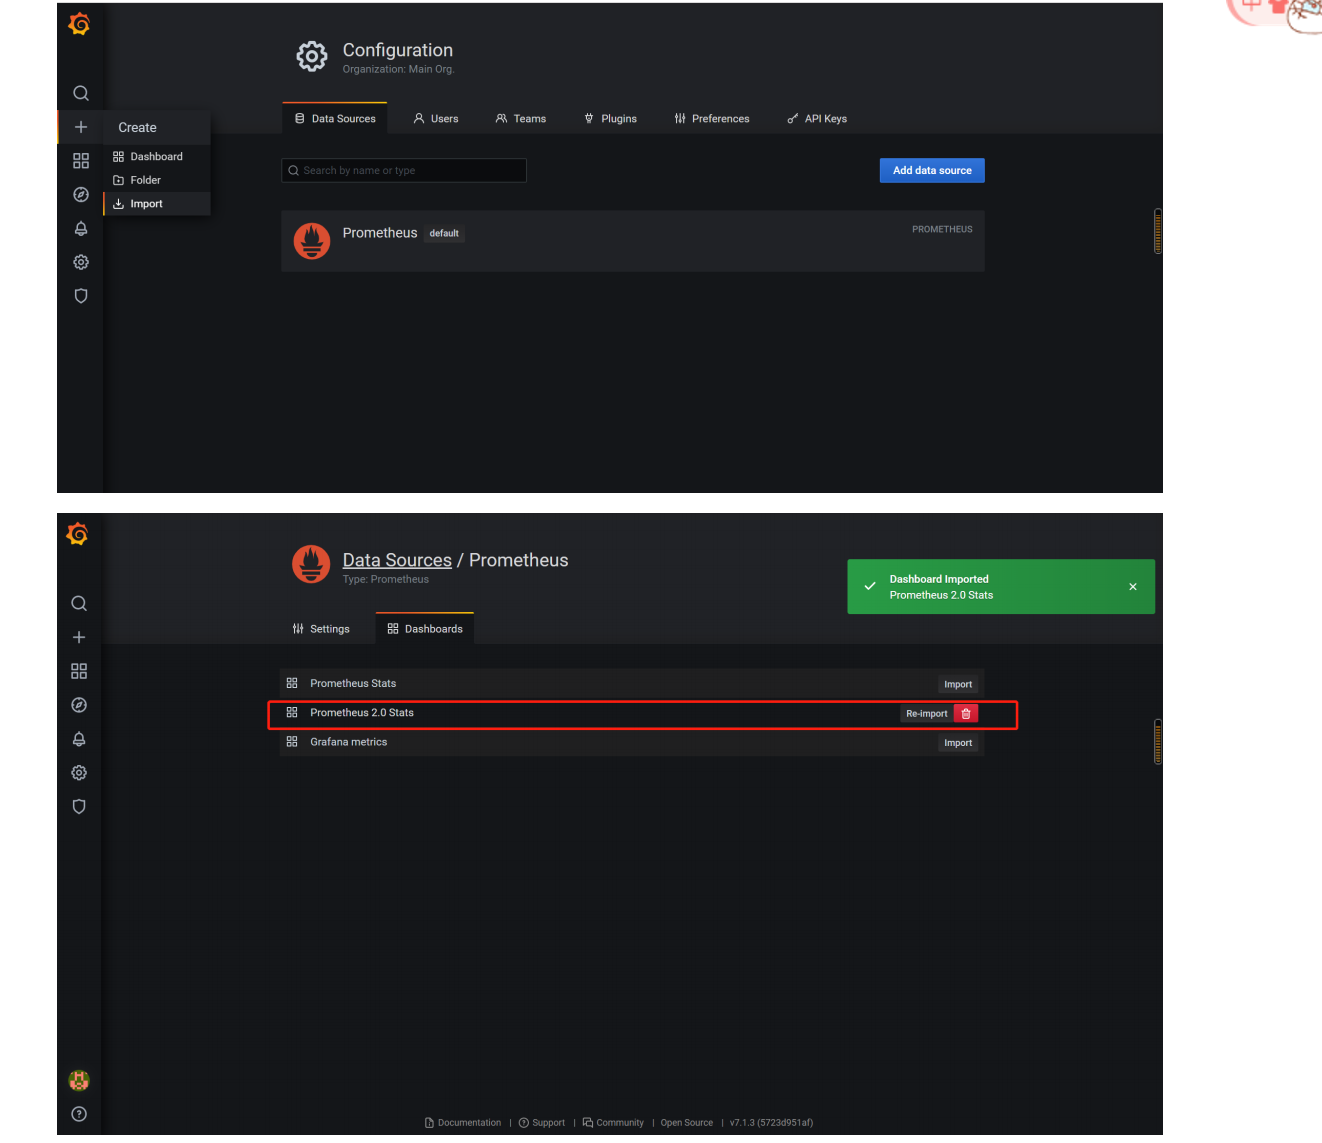 Configuration
Organization: Main Org.
Create
Dashboard
Folder
Import
Data Sources
Users
Teams
Plugins
Preferences
API Keys
Search by name or type
Add data source
Prometheus default
PROMETHEUS
Data Sources / Prometheus
Type: Prometheus
Dashboard Imported
Prometheus 2.0 Stats
Settings
Dashboards
Prometheus Stats
Import
Prometheus 2.0 Stats
Re-import
Grafana metrics
Import
Documentation | Support | Community | Open Source | v7.1.3 (5723d951af)